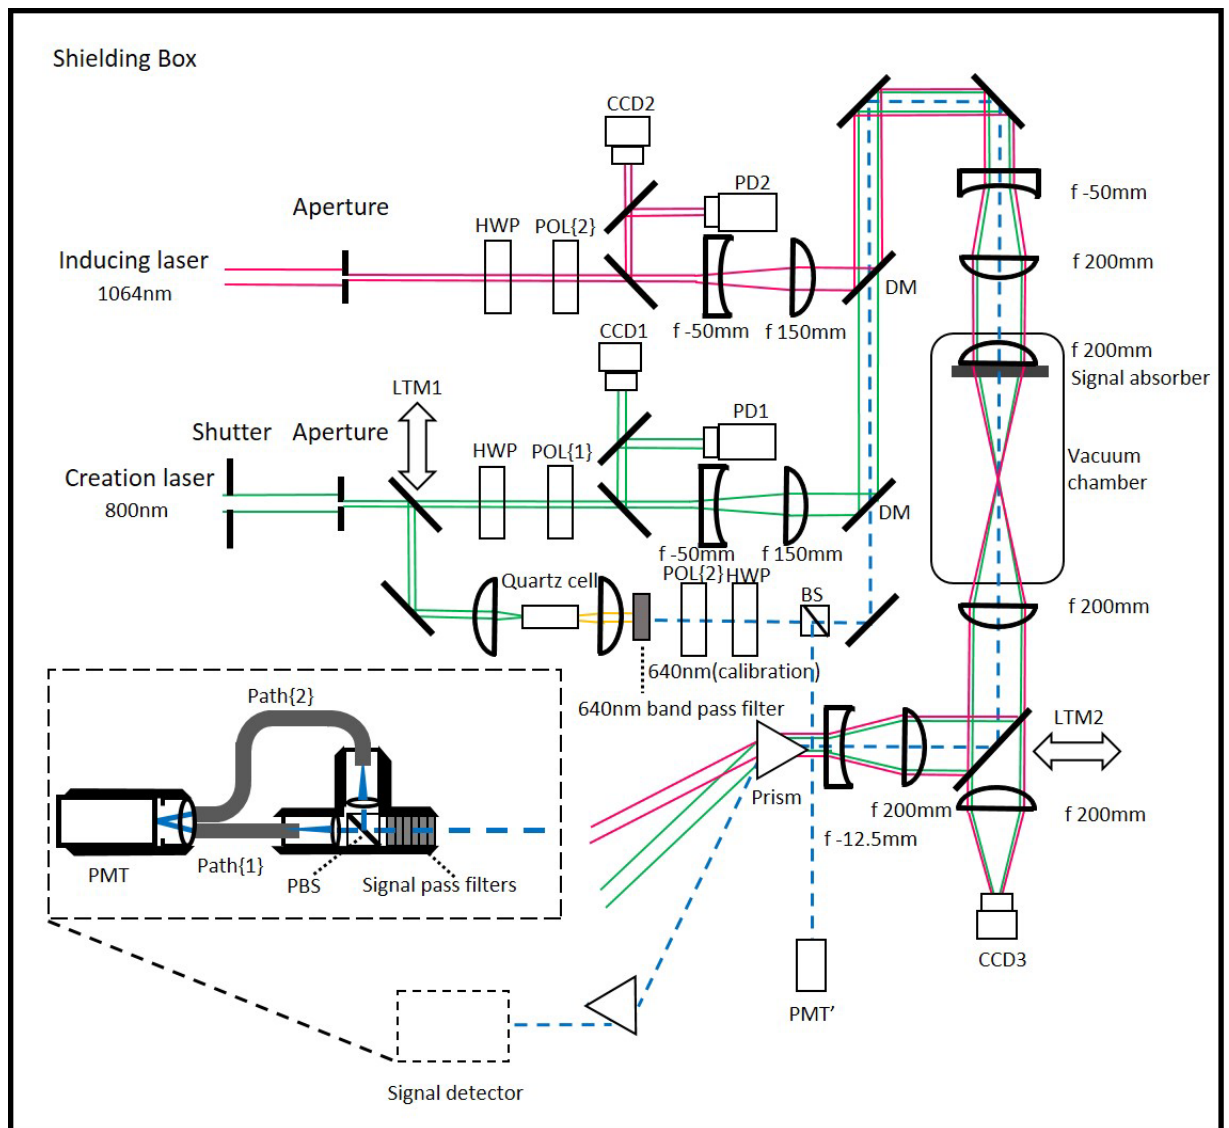 Shielding Box
CCD2
PD2
Aperture
HWP
POL{2}
f -50mm
Inducing laser
1064nm
f 200mm
DM
f -50mm
f 150mm
CCD1
f 200mm
Signal absorber
LTM1
PD1
Shutter
Aperture
HWP
POL{1}
Vacuum
chamber
Creation laser
800nm
DM
f -50mm
f 150mm
Quartz cell
POL{2}
HWP
BS
f 200mm
640nm(calibration)
640nm band pass filter
Path{2}
LTM2
Prism
f 200mm
f 200mm
f -12.5mm
PMT
Path{1}
PBS
Signal pass filters
CCD3
PMT’
Signal detector